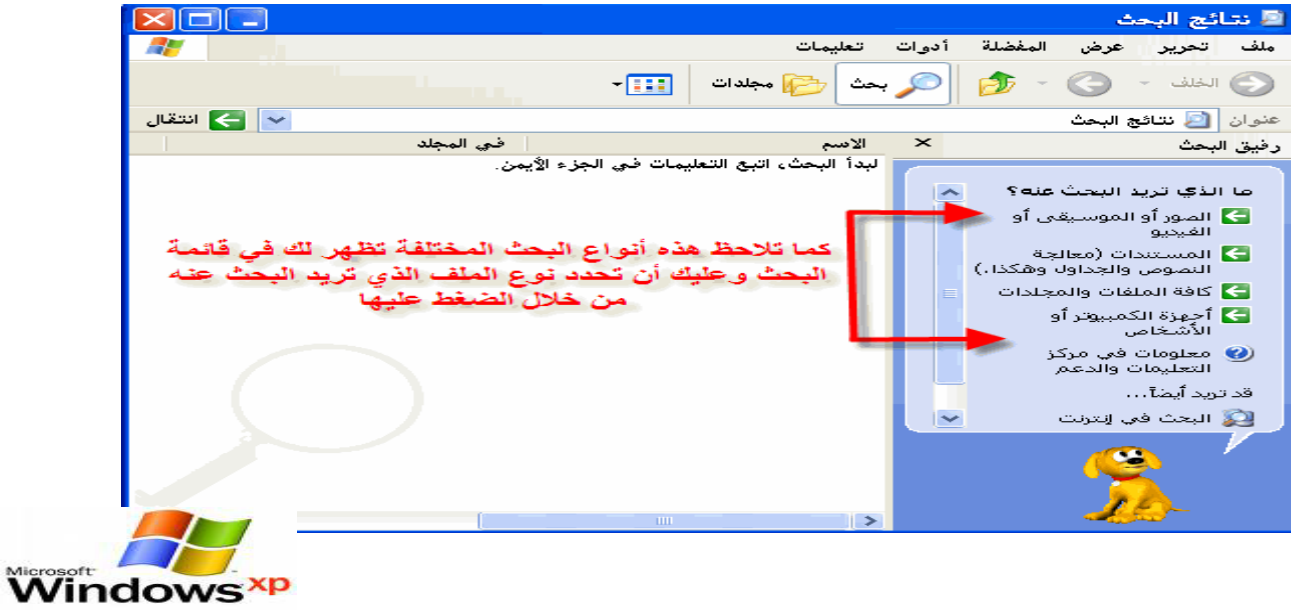 نتائج البحث
ملف تحرير عرض المفضلة أدوات تعليمات
الخلف بحث مجلدات
عنوان نتائج البحث انتقال
رفيق البحث
الاسم في المجلد
ما الذي تريد البحث عنه؟
الصور أو الموسيقى أو
الفيديو
المستندات (معالجة
النصوص والجداول وهكذا.)
كافة الملفات والمجلدات
أجهزة الكمبيوتر أو
الأشخاص
معلومات في مركز
التعليمات والدعم
قد تريد أيضاً...
البحث في إنترنت
لبدأ البحث، اتبع التعليمات في الجزء الأيمن.
كما تلاحظ هذه أنواع البحث المختلفة تظهر لك في قائمة
البحث وعليك أن تحدد نوع الملف الذي تريد البحث عنه
من خلال الضغط عليها
Microsoft
Windows xp